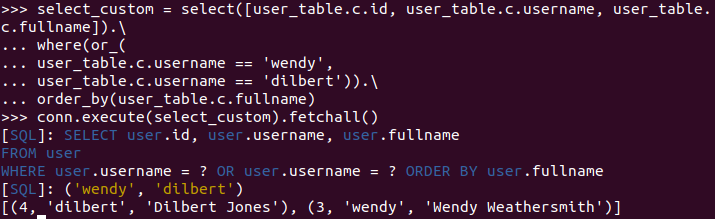 >>> select_custom = select([user_table.c.id, user_table.c.username, user_table.
c.fullname]).\
... where(or_(
... user_table.c.username == 'wendy',
... user_table.c.username == 'dilbert')).\
... order_by(user_table.c.fullname)
>>> conn.execute(select_custom).fetchall()
[SQL]: SELECT user.id, user.username, user.fullname
FROM user
WHERE user.username = ? OR user.username = ? ORDER BY user.fullname
[SQL]: ('wendy', 'dilbert')
[(4, 'dilbert', 'Dilbert Jones'), (3, 'wendy', 'Wendy Weathersmith')]